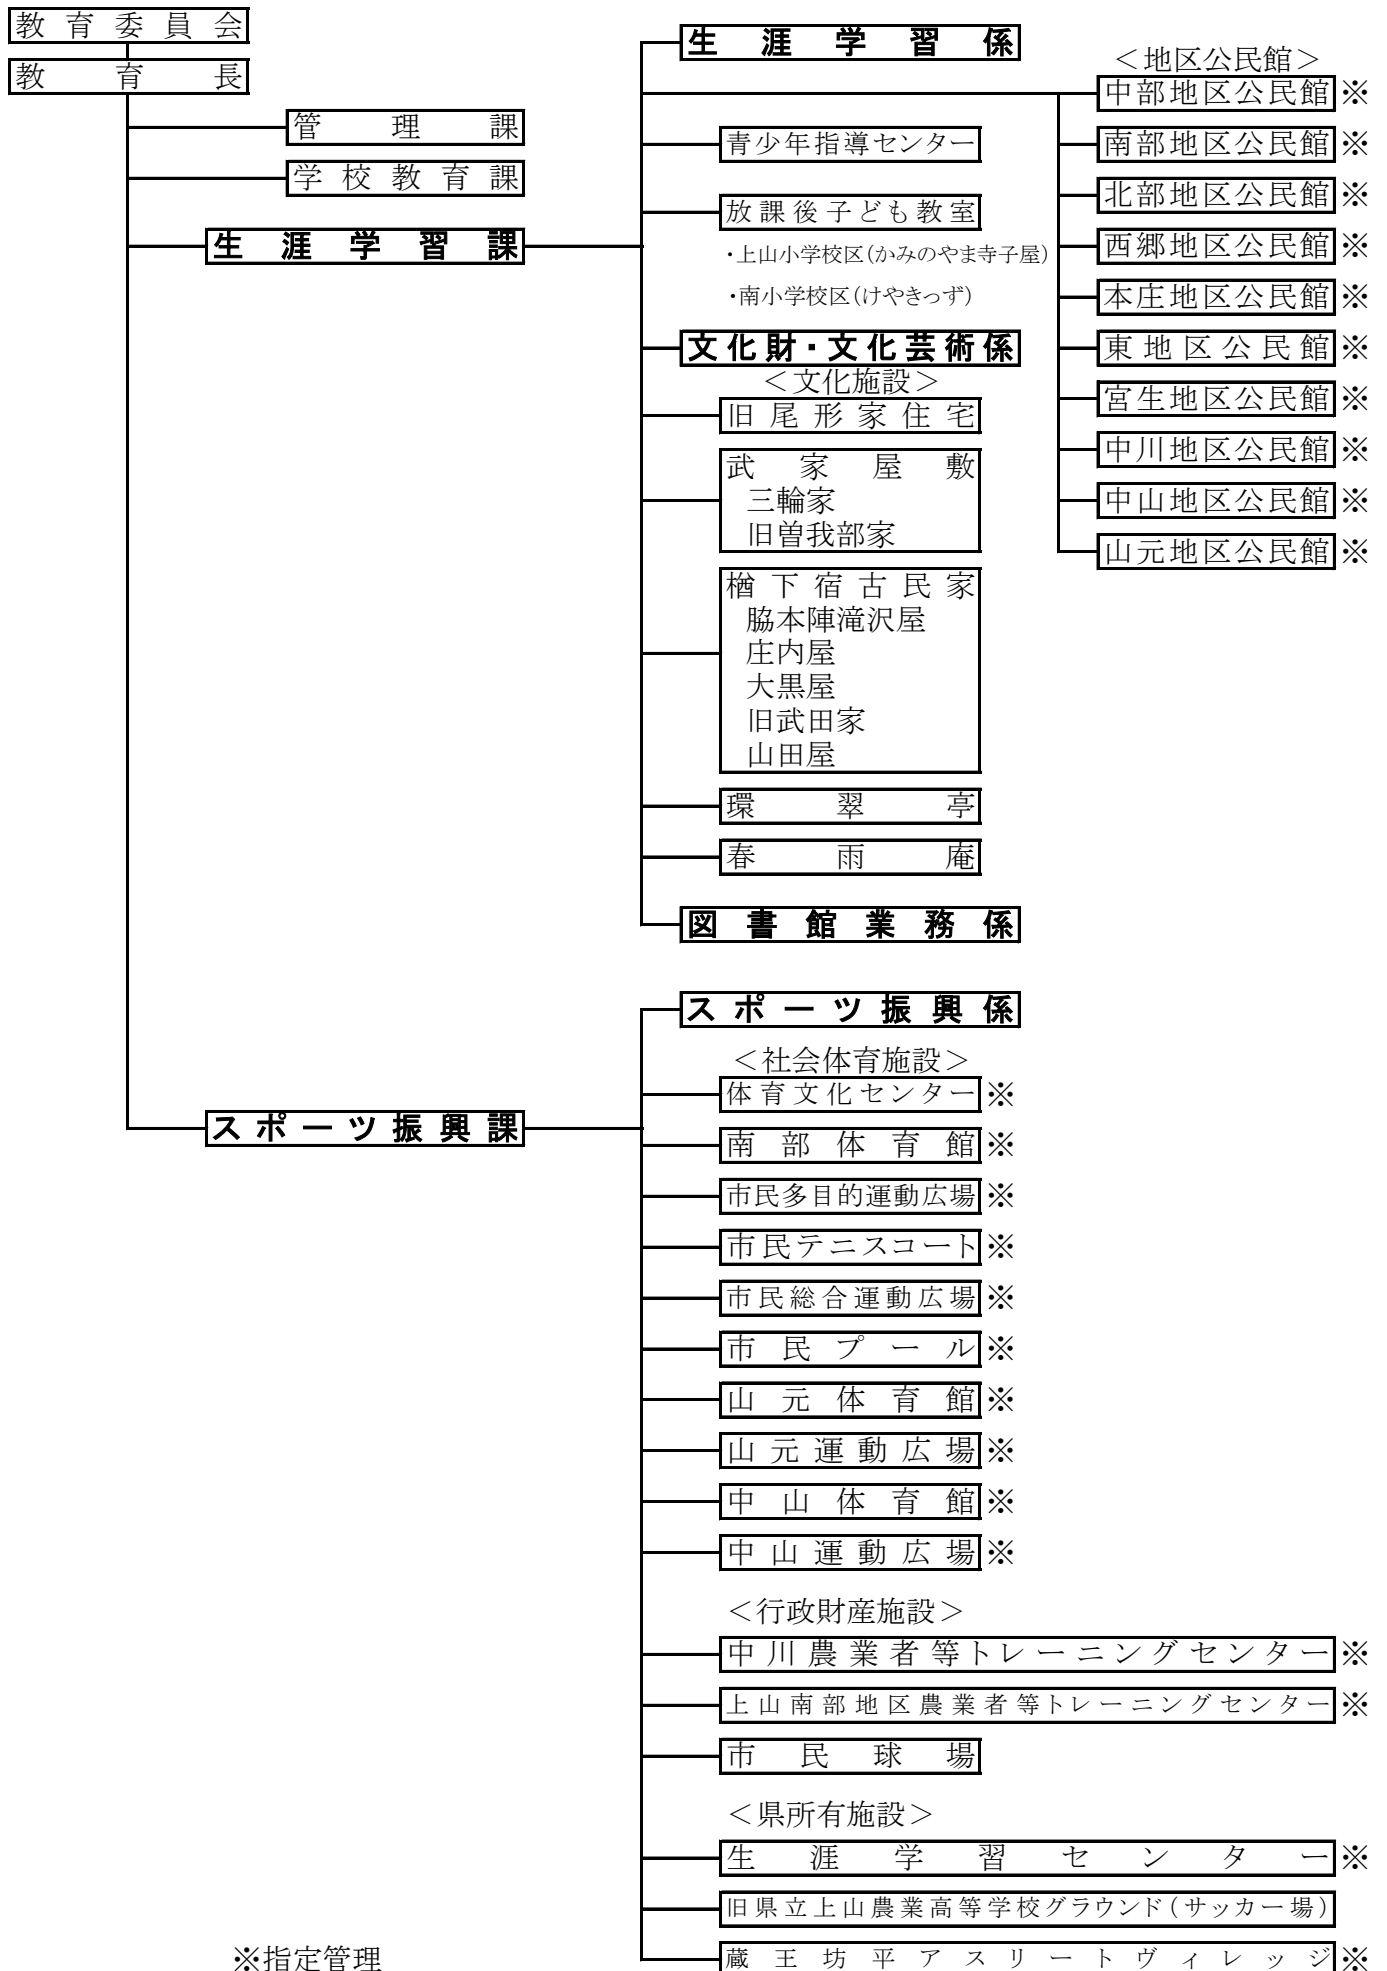 教育委員会
教育長
管理課
学校教育課
生涯学習課
生涯学習係
＜地区公民館＞
中部地区公民館※
南部地区公民館※
北部地区公民館※
西郷地区公民館※
本庄地区公民館※
東地区公民館※
宮生地区公民館※
中川地区公民館※
中山地区公民館※
山元地区公民館※
青少年指導センター
放課後子ども教室
・上山小学校区（かみのやま寺子屋）
・南小学校区（けやきっず）
文化財・文化芸術係
＜文化施設＞
旧尾形家住宅
武家屋敷
三輪家
旧曽我部家
楢下宿古民家
脇本陣滝沢屋
庄内屋
大黒屋
旧武田家
山田屋
環翠亭
春雨庵
図書館業務係
スポーツ振興課
スポーツ振興係
＜社会体育施設＞
体育文化センター※
南部体育館※
市民多目的運動広場※
市民テニスコート※
市民総合運動広場※
市民プール※
山元体育館※
山元運動広場※
中山体育館※
中山運動広場※
＜行政財産施設＞
中川農業者等トレーニングセンター※
上山南部地区農業者等トレーニングセンター※
市民球場
＜県所有施設＞
生涯学習センター※
旧県立上山農業高等学校グラウンド（サッカー場）
蔵王坊平アスリートヴィレッジ※
※指定管理